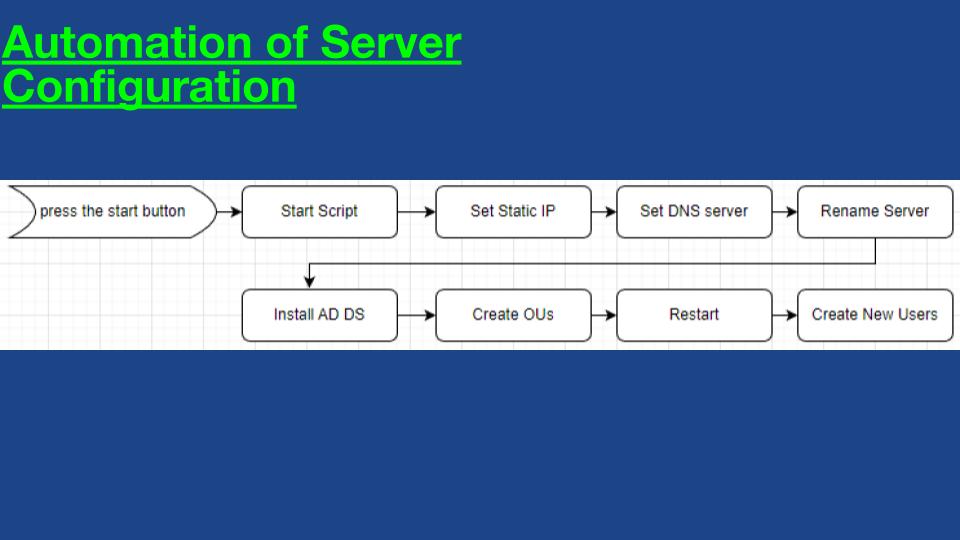 Automation of Server
Configuration
press the start button
Start Script
Set Static IP
Set DNS server
Rename Server
Install AD DS
Create OUs
Restart
Create New Users